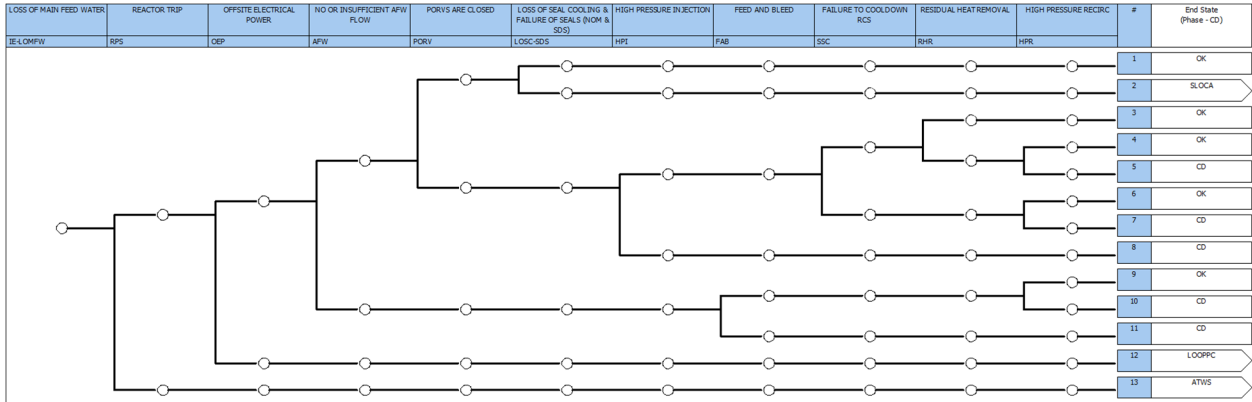 LOSS OF MAIN FEED WATER
REACTOR TRIP
OFFSITE ELECTRICAL
POWER
NO OR INSUFFICIENT AFW
FLOW
PORVS ARE CLOSED
LOSS OF SEAL COOLING &
FAILURE OF SEALS (NOM &
SDS)
HIGH PRESSURE INJECTION
FEED AND BLEED
FAILURE TO COOLDOWN
RCS
RESIDUAL HEAT REMOVAL
HIGH PRESSURE RECIRC
#
End State
(Phase - CD)
IE-LOMFW
RPS
OEP
AFW
PORV
LOSC-SDS
HPI
FAB
SSC
RHR
HPR
1 OK
2 SLOCA
3 OK
4 OK
5 CD
6 OK
7 CD
8 CD
9 OK
10 CD
11 CD
12 LOOPPC
13 ATWS